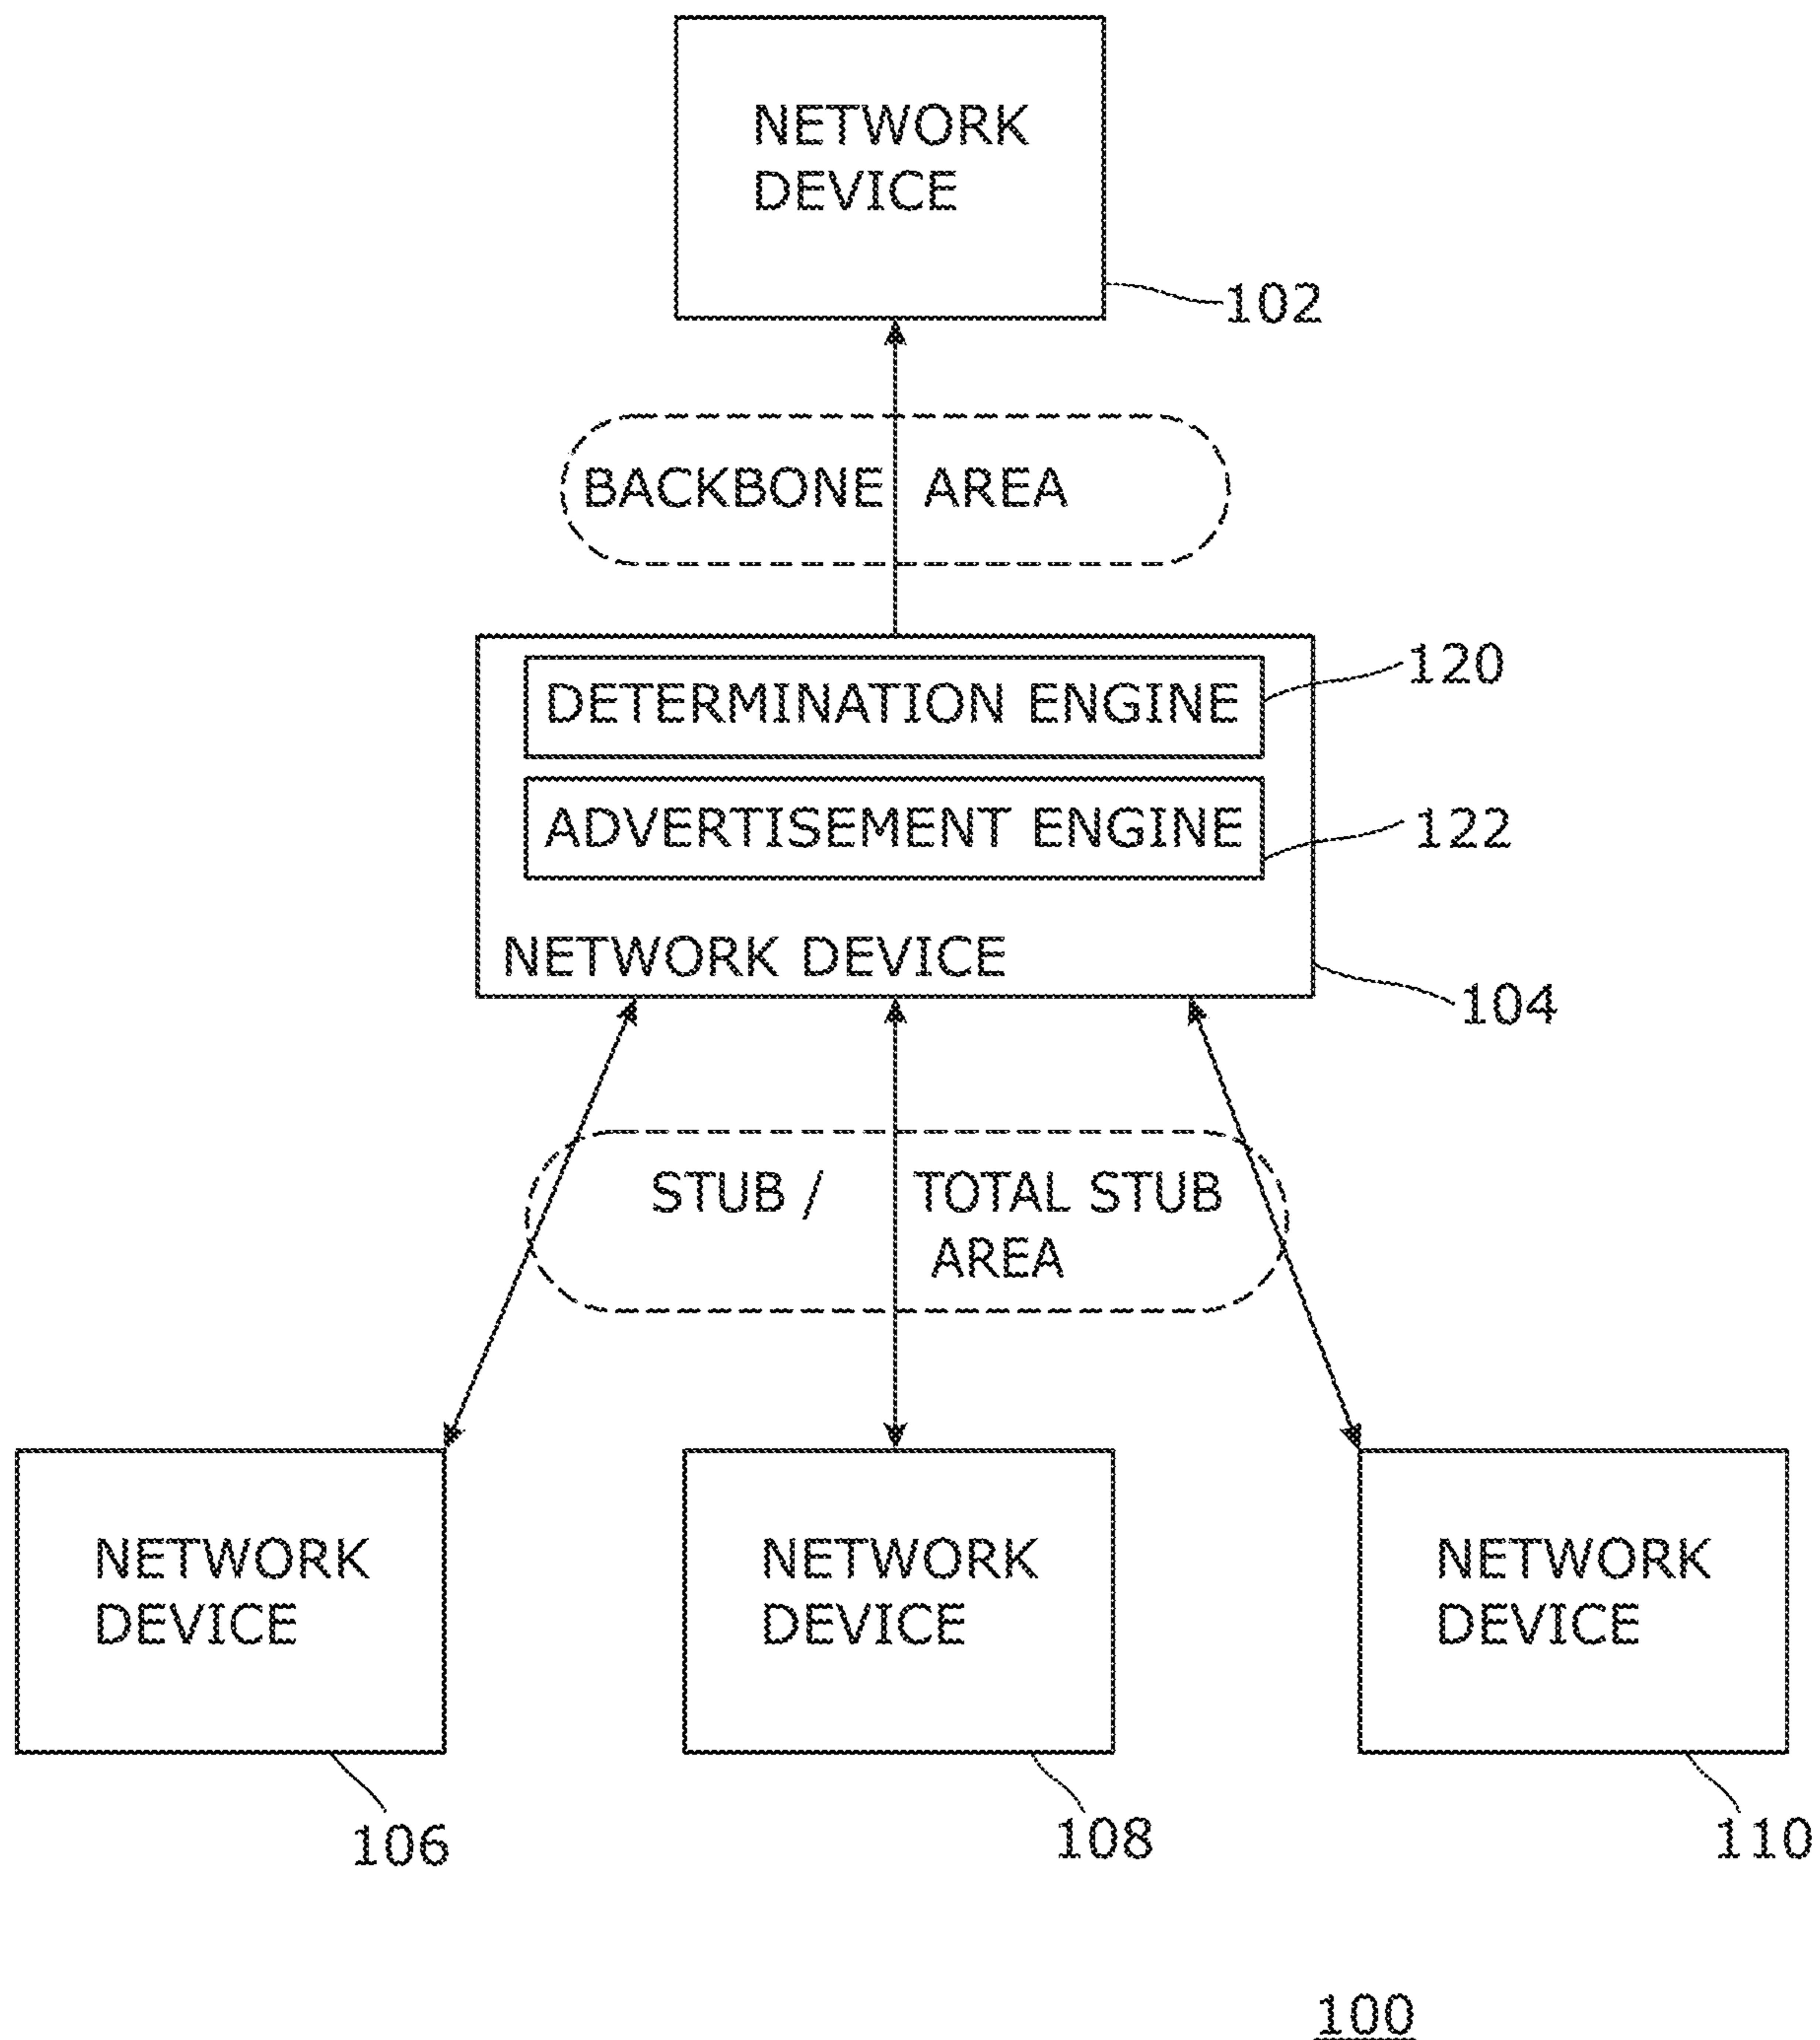 NETWORK
DEVICE
102
BACKBONE AREA
DETERMINATION ENGINE
120
ADVERTISEMENT ENGINE
122
NETWORK DEVICE
104
STUB / TOTAL STUB
AREA
NETWORK
DEVICE
106
NETWORK
DEVICE
108
NETWORK
DEVICE
110
100